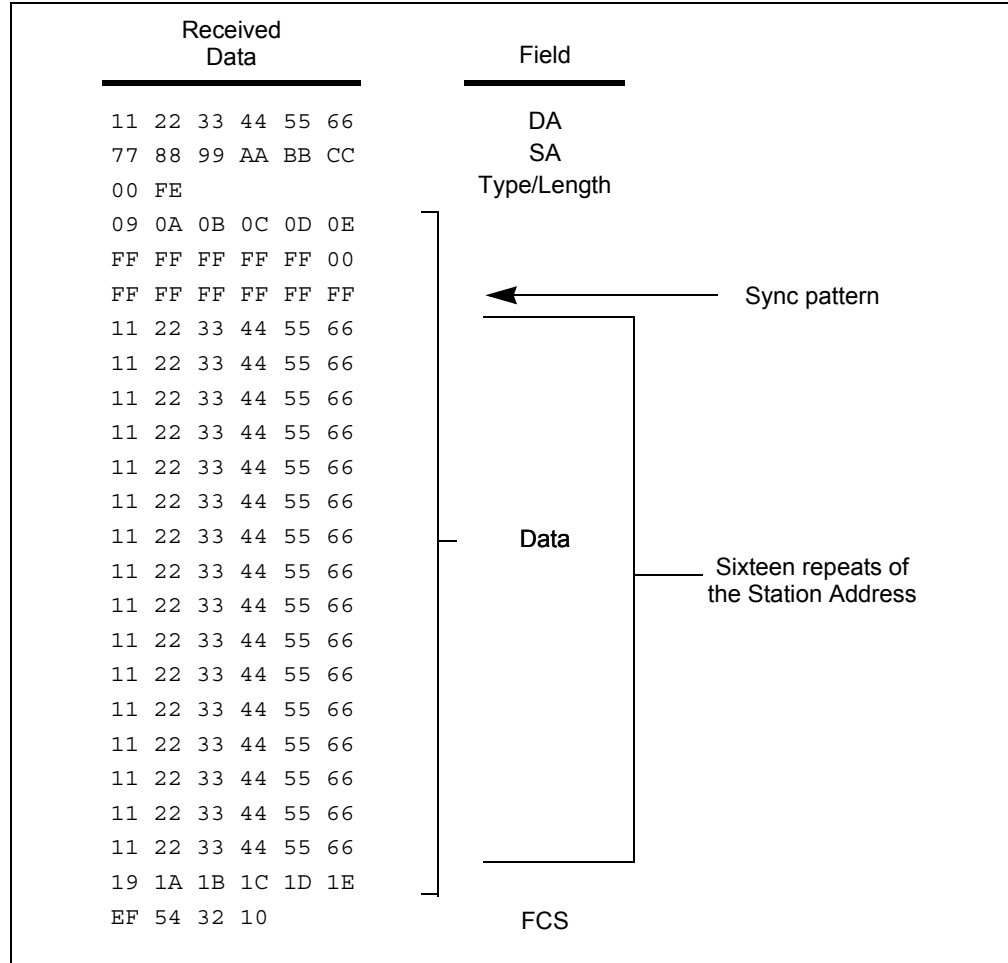 Received
Data
Field
11 22 33 44 55 66
DA
77 88 99 AA BB CC
SA
00 FE
Type/Length
09 0A 0B 0C 0D 0E
FF FF FF FF FF 00
FF FF FF FF FF FF
Sync pattern
11 22 33 44 55 66
11 22 33 44 55 66
11 22 33 44 55 66
11 22 33 44 55 66
11 22 33 44 55 66
11 22 33 44 55 66
11 22 33 44 55 66
Data
11 22 33 44 55 66
Sixteen repeats of
the Station Address
11 22 33 44 55 66
11 22 33 44 55 66
11 22 33 44 55 66
11 22 33 44 55 66
11 22 33 44 55 66
11 22 33 44 55 66
11 22 33 44 55 66
11 22 33 44 55 66
19 1A 1B 1C 1D 1E
EF 54 32 10
FCS